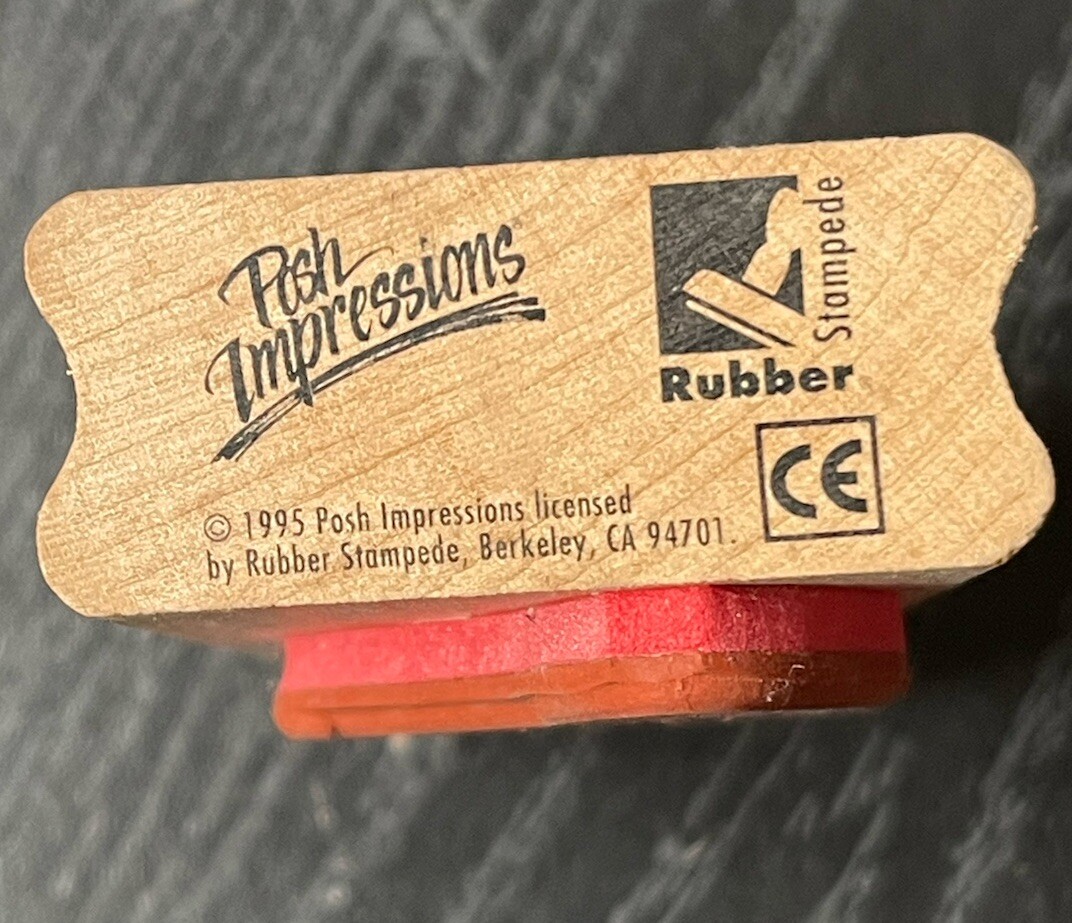 Posh
Impressions
Rubber
Stampede
© 1995 Posh Impressions licensed
by Rubber Stampede, Berkeley, CA 94701.
CE